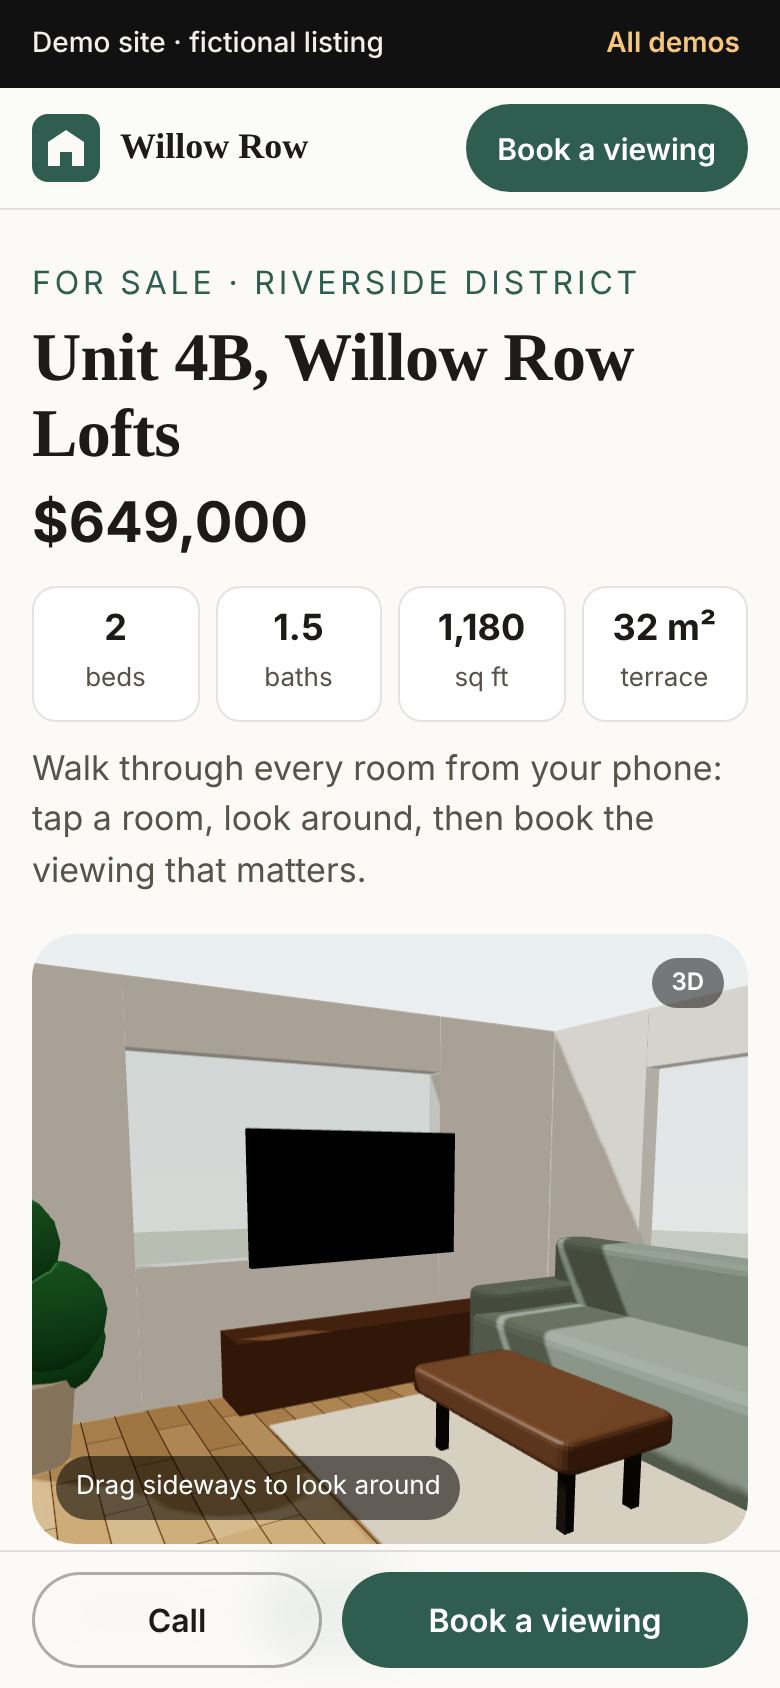 Demo site · fictional listing
All demos
Willow Row
Book a viewing
FOR SALE · RIVERSIDE DISTRICT
Unit 4B, Willow Row
Lofts
$649,000
2
beds
1.5
baths
1,180
sq ft
32 m²
terrace
Walk through every room from your phone:
tap a room, look around, then book the
viewing that matters.
3D
Drag sideways to look around
Call
Book a viewing